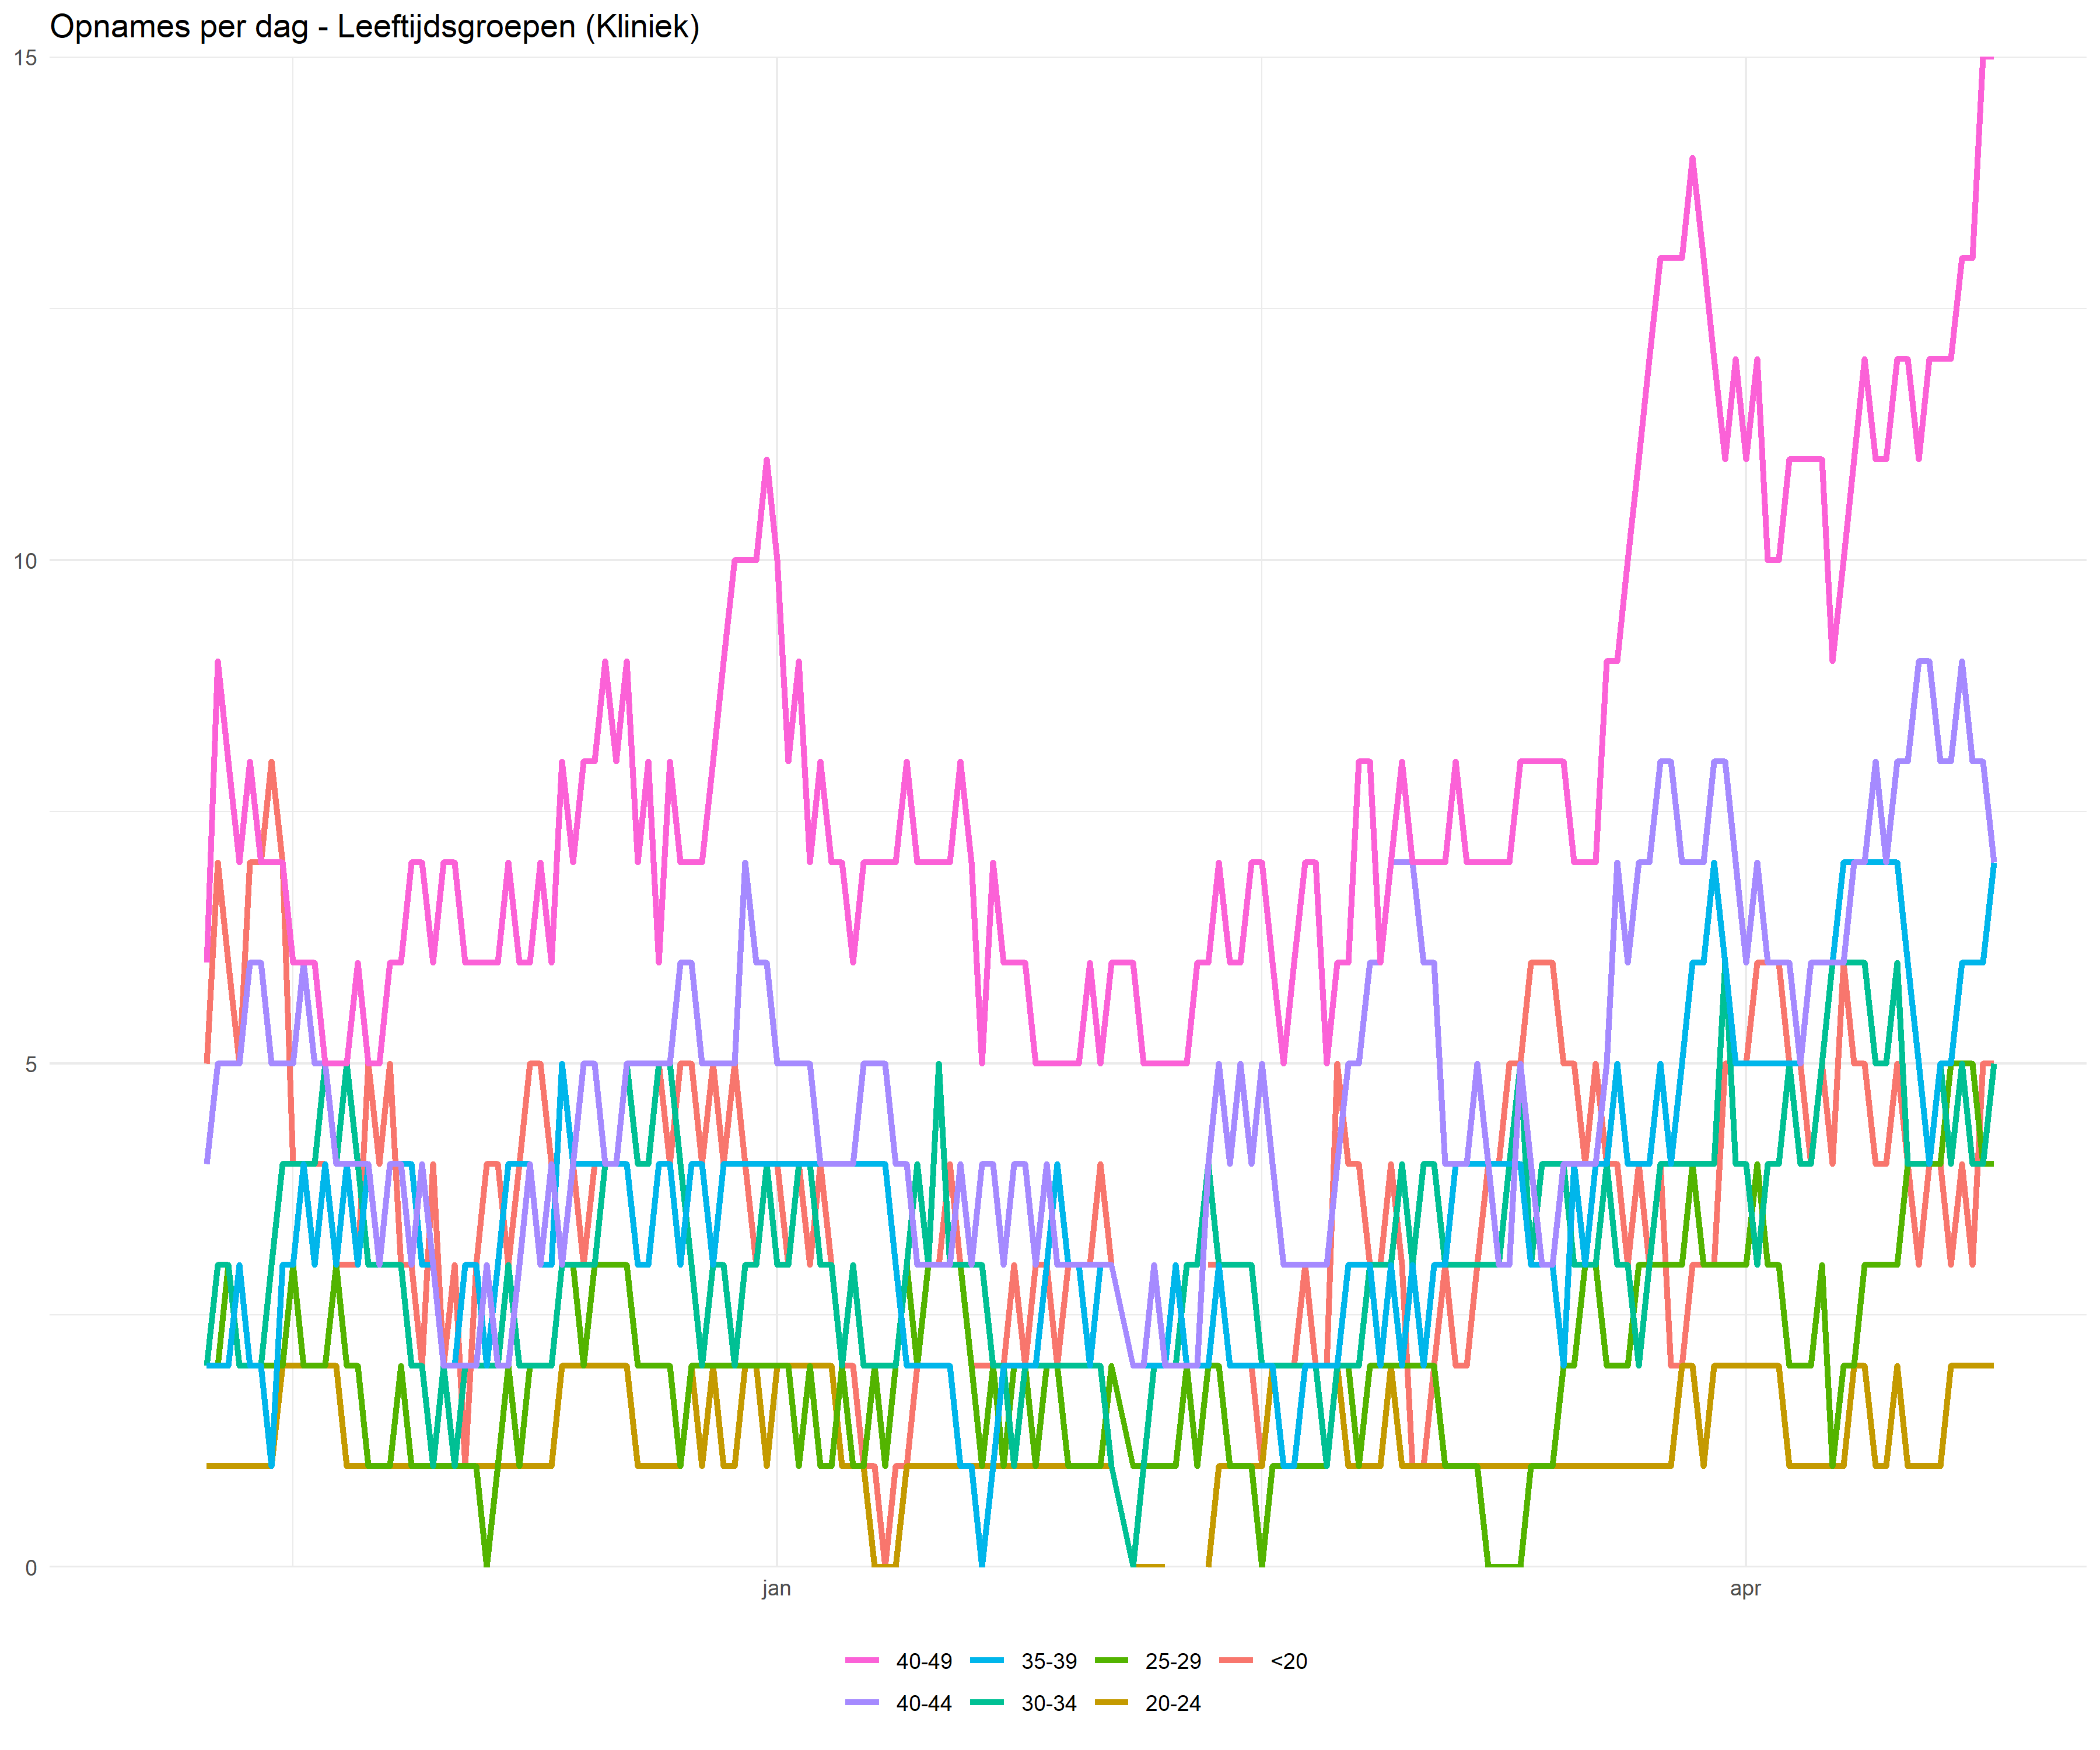 Opnames per dag - Leeftijdsgroepen (Kliniek)
15
10
5
0
jan apr
40-49 35-39 25-29 <20
40-44 30-34 20-24